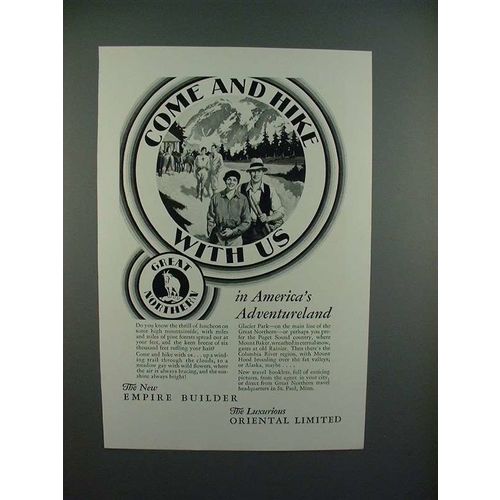 COME AND HIKE
WITH US
GREAT
NORTHERN
in America's
Adventureland
Do you know the thrill of luncheon on
some high mountainside, with miles
and miles of pine forests spread out at
your feet, and the keen breeze of six
thousand feet ruffling your hair?
Come and hike with us . . . up a wind-
ing trail through the clouds, to a
meadow gay with wild flowers, where
the air is always bracing, and the sun-
shine always bright!
Glacier Park—on the main line of the
Great Northern—or perhaps you pre-
fer the Puget Sound country, where
Mount Baker, wreathed in eternal snow,
gazes at old Rainier. Then there's the
Columbia River region, with Mount
Hood brooding over the fat valleys;
or Alaska, maybe . . .
New travel booklets, full of enticing
pictures, from the agent in your city,
or direct from Great Northern travel
headquarters in St. Paul, Minn.
The New
EMPIRE BUILDER
The Luxurious
ORIENTAL LIMITED